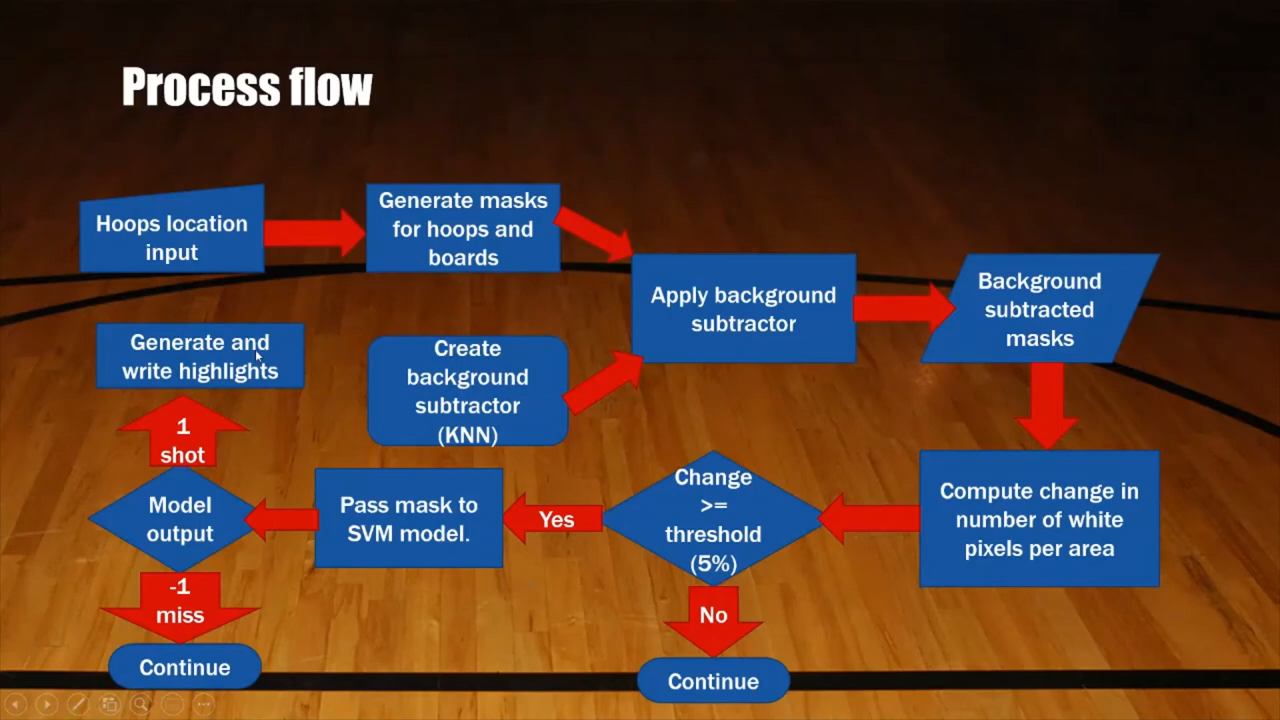 Process flow
Hoops location
input
Generate masks
for hoops and
boards
Apply background
subtractor
Background
subtracted
masks
Generate and
write highlights
Create
background
subtractor
(KNN)
1
shot
Model
output
Pass mask to
SVM model.
Yes
Change
>=
threshold
(5%)
Compute change in
number of white
pixels per area
-1
miss
No
Continue
Continue